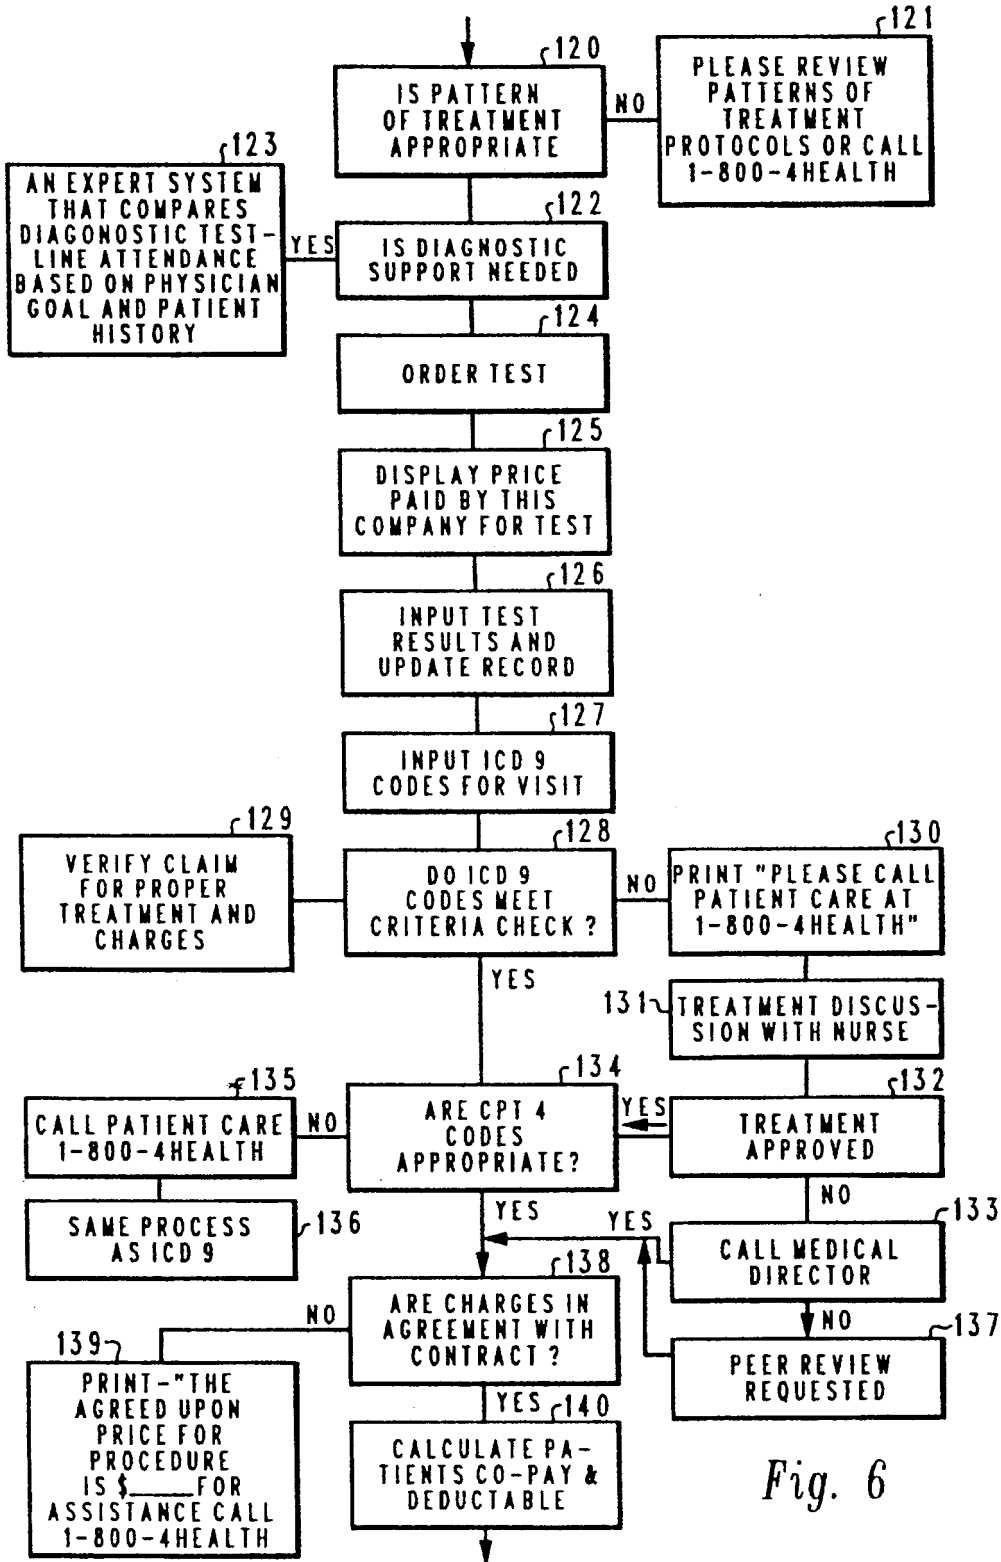 120
IS PATTERN
OF TREATMENT
APPROPRIATE
NO
121
PLEASE REVIEW
PATTERNS OF
TREATMENT
PROTOCOLS OR CALL
1-800-4HEALTH
123
AN EXPERT SYSTEM
THAT COMPARES
DIAGONOSTIC TEST-
LINE ATTENDANCE
BASED ON PHYSICIAN
GOAL AND PATIENT
HISTORY
YES
122
IS DIAGNOSTIC
SUPPORT NEEDED
124
ORDER TEST
125
DISPLAY PRICE
PAID BY THIS
COMPANY FOR TEST
126
INPUT TEST
RESULTS AND
UPDATE RECORD
127
INPUT ICD 9
CODES FOR VISIT
129
VERIFY CLAIM
FOR PROPER
TREATMENT AND
CHARGES
128
DO ICD 9
CODES MEET
CRITERIA CHECK ?
NO
YES
130
PRINT "PLEASE CALL
PATIENT CARE AT
1-800-4HEALTH"
131
TREATMENT DISCUS-
SION WITH NURSE
135
CALL PATIENT CARE
1-800-4HEALTH
NO
134
ARE CPT 4
CODES
APPROPRIATE?
YES
132
TREATMENT
APPROVED
NO
136
SAME PROCESS
AS ICD 9
YES
YES
133
CALL MEDICAL
DIRECTOR
NO
138
ARE CHARGES IN
AGREEMENT WITH
CONTRACT ?
NO
YES
137
PEER REVIEW
REQUESTED
139
PRINT-"THE
AGREED UPON
PRICE FOR
PROCEDURE
IS $_____FOR
ASSISTANCE CALL
1-800-4HEALTH
140
CALCULATE PA-
TIENTS CO-PAY &
DEDUCTABLE
Fig. 6